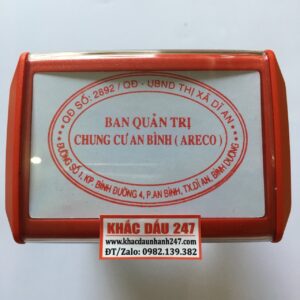 QĐ SỐ: 2892 / QĐ - UBND THỊ XÃ DĨ AN
BAN QUẢN TRỊ
CHUNG CƯ AN BÌNH ( ARECO )
ĐƯỜNG SỐ 1, KP. BÌNH ĐƯỜNG 4, P.AN BÌNH, TX.DĨ AN, BÌNH DƯƠNG
KHẮC DẤU 247
www.khacdaunhanh247.com
ĐT/Zalo: 0982.139.382